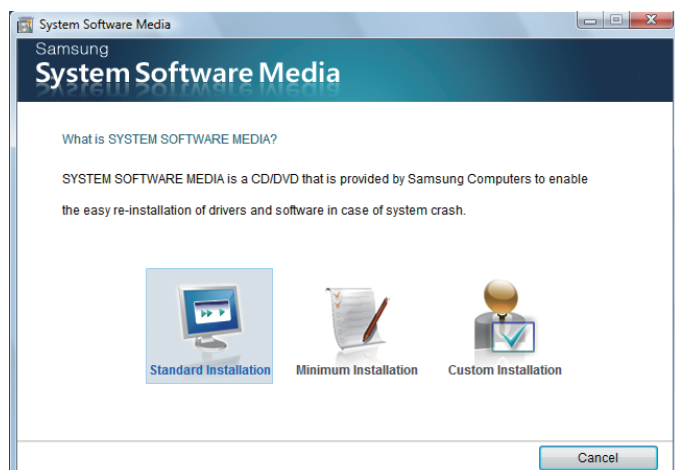 System Software Media
Samsung
System Software Media
What is SYSTEM SOFTWARE MEDIA?
SYSTEM SOFTWARE MEDIA is a CD/DVD that is provided by Samsung Computers to enable
the easy re-installation of drivers and software in case of system crash.
Standard Installation Minimum Installation Custom Installation
Cancel